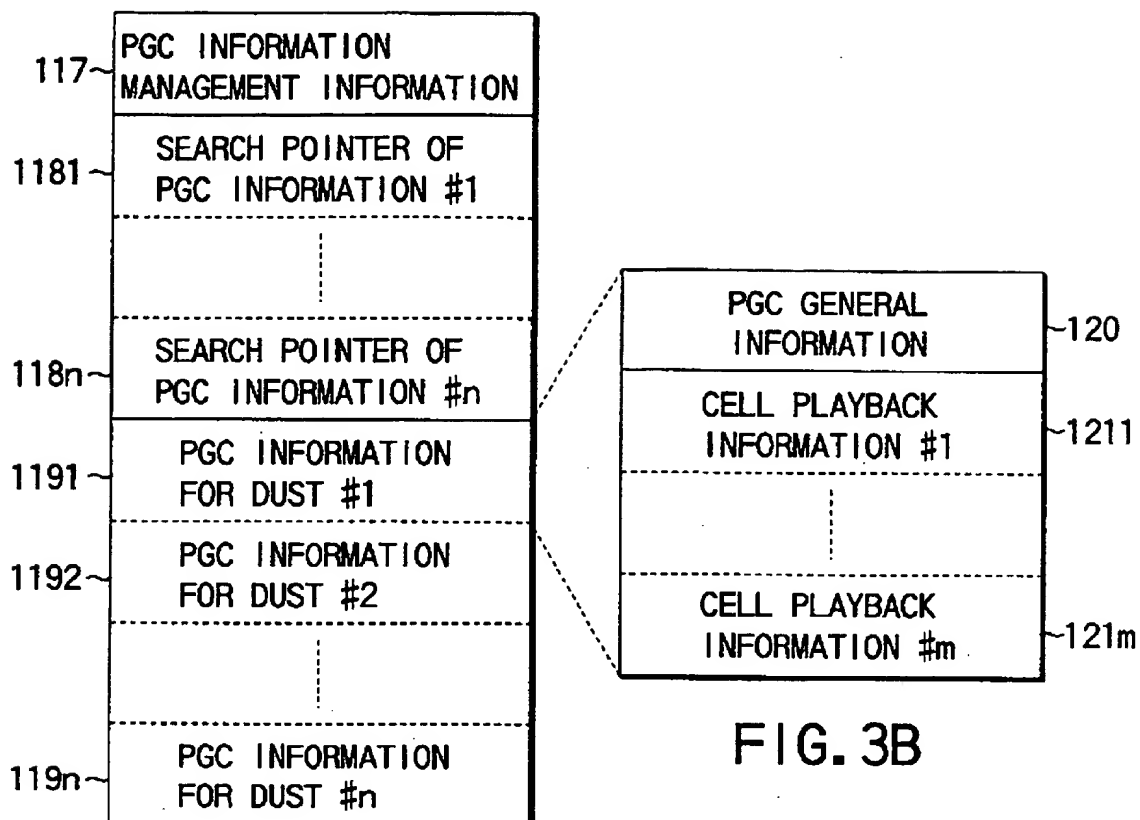 PGC INFORMATION
MANAGEMENT INFORMATION
117
SEARCH POINTER OF
PGC INFORMATION #1
1181
SEARCH POINTER OF
PGC INFORMATION #n
118n
PGC INFORMATION
FOR DUST #1
1191
PGC INFORMATION
FOR DUST #2
1192
PGC INFORMATION
FOR DUST #n
119n
PGC GENERAL
INFORMATION
120
CELL PLAYBACK
INFORMATION #1
1211
CELL PLAYBACK
INFORMATION #m
121m
FIG. 3B